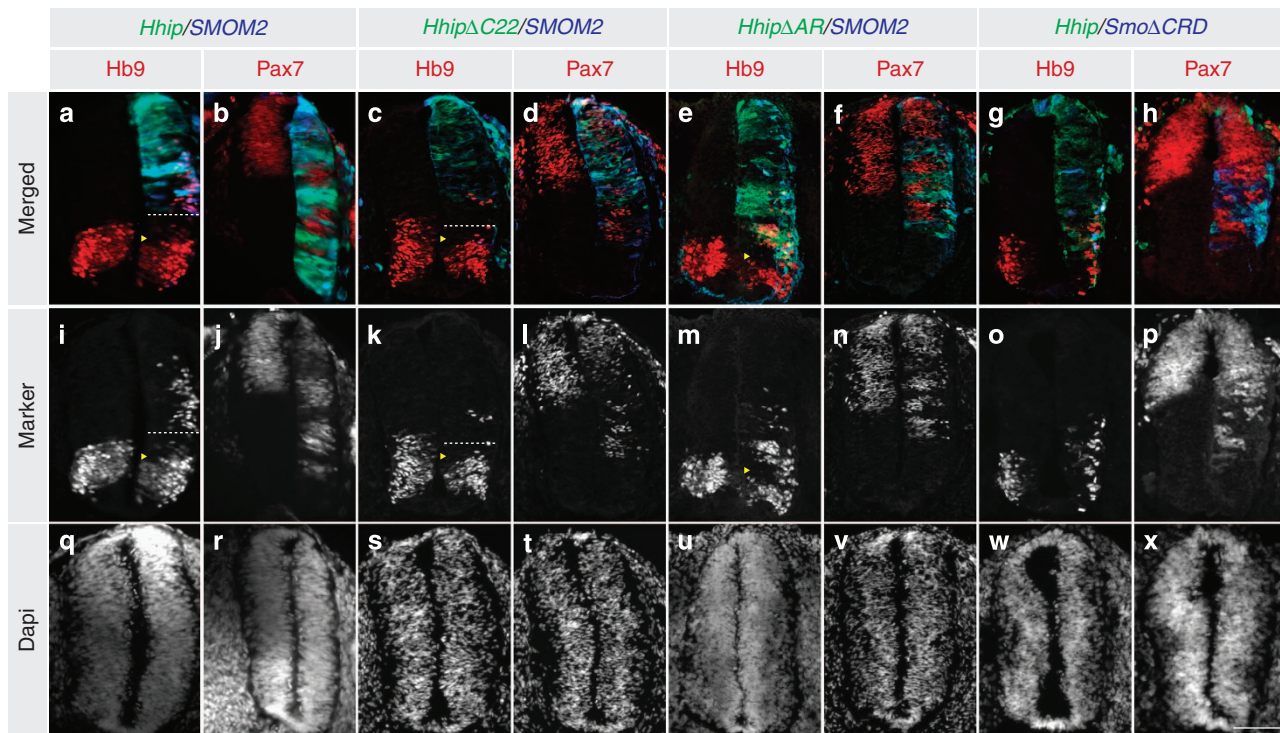 Hhip/SMOM2 HhipΔC22/SMOM2 HhipΔAR/SMOM2 Hhip/SmoΔCRD
Hb9 Pax7 Hb9 Pax7 Hb9 Pax7 Hb9 Pax7
Merged
a b c d e f g h
Marker
i j k l m n o p
Dapi
q r s t u v w x